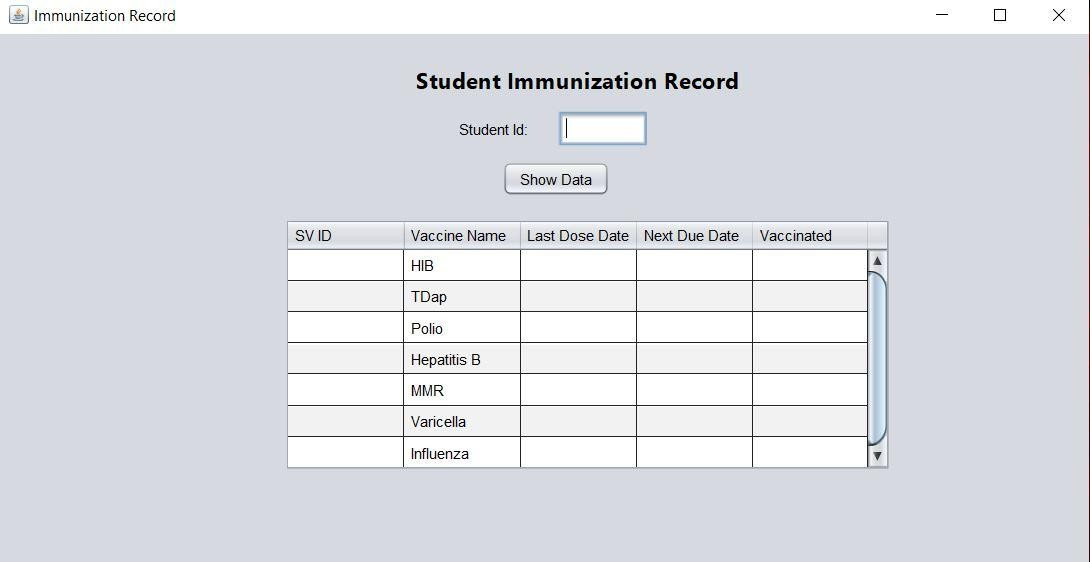 Immunization Record
Student Immunization Record
Student Id:
Show Data
SV ID Vaccine Name Last Dose Date Next Due Date Vaccinated
HIB
TDap
Polio
Hepatitis B
MMR
Varicella
Influenza